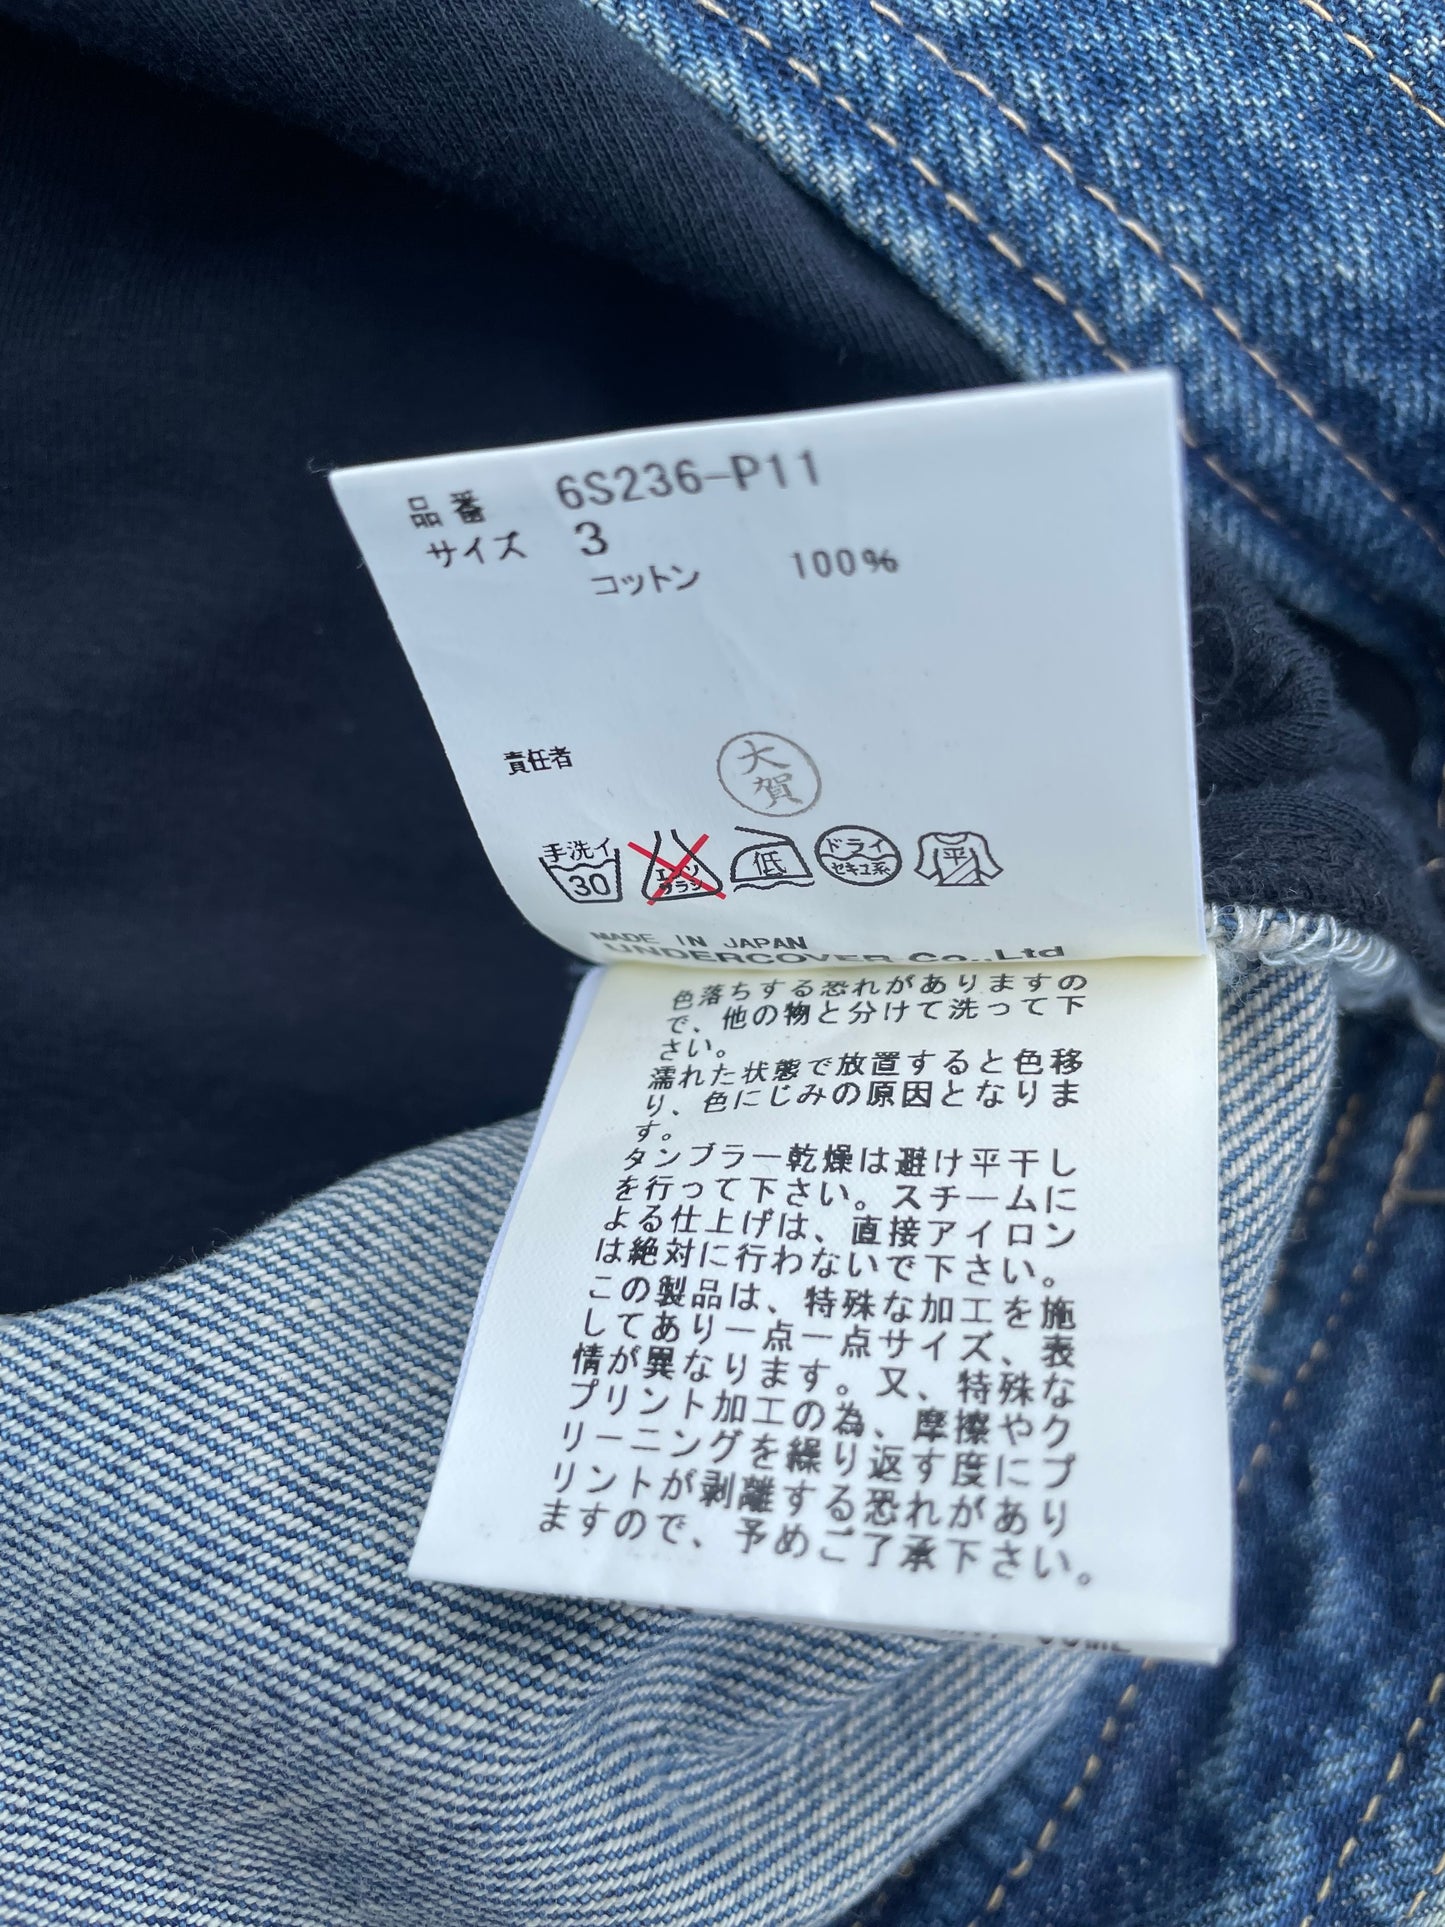 品番 6S236-P11
サイズ 3
コットン 100%
責任者 大賀
手洗イ 30 エンソ サラシ 低 ドライ セキユ系 平
MADE IN JAPAN
UNDERCOVER Co.,Ltd
色落ちする恐れがありますの
で、他の物と分けて洗って下
さい。
濡れた状態で放置すると色移
り、色にじみの原因となりま
す。
タンブラー乾燥は避け平干し
を行って下さい。スチームに
よる仕上げは、直接アイロン
は絶対に行わないで下さい。
この製品は、特殊な加工を施
してあり一点一点サイズ、表
情が異なります。又、特殊な
プリント加工の為、摩擦やク
リーニングを繰り返す度にプ
リントが剥離する恐れがあり
ますので、予めご了承下さい。